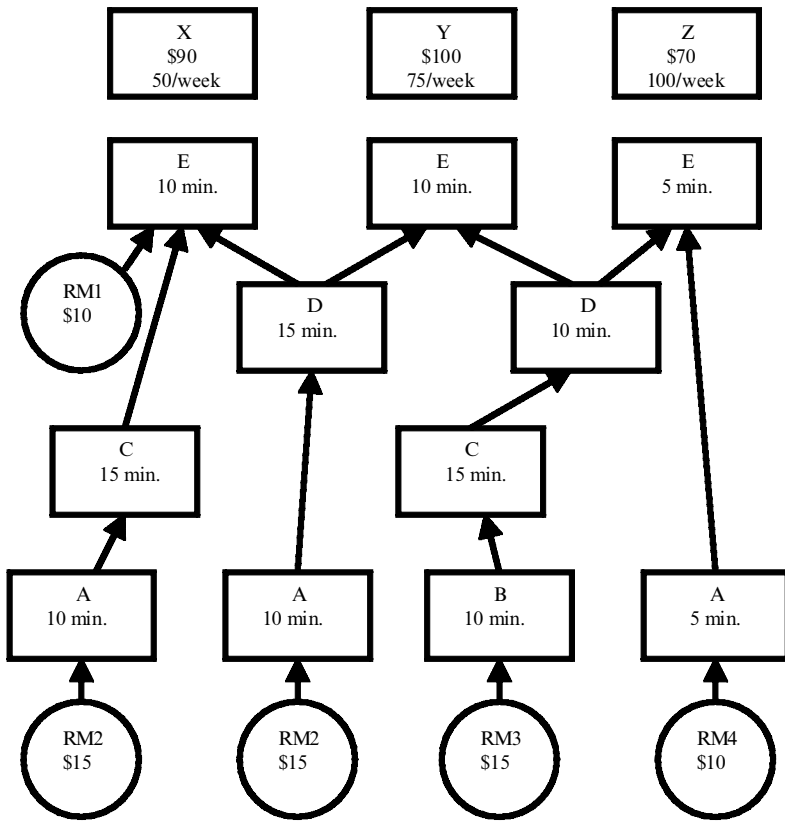 X
$90
50/week
Y
$100
75/week
Z
$70
100/week
E
10 min.
E
10 min.
E
5 min.
RM1
$10
D
15 min.
D
10 min.
C
15 min.
C
15 min.
A
10 min.
A
10 min.
B
10 min.
A
5 min.
RM2
$15
RM2
$15
RM3
$15
RM4
$10